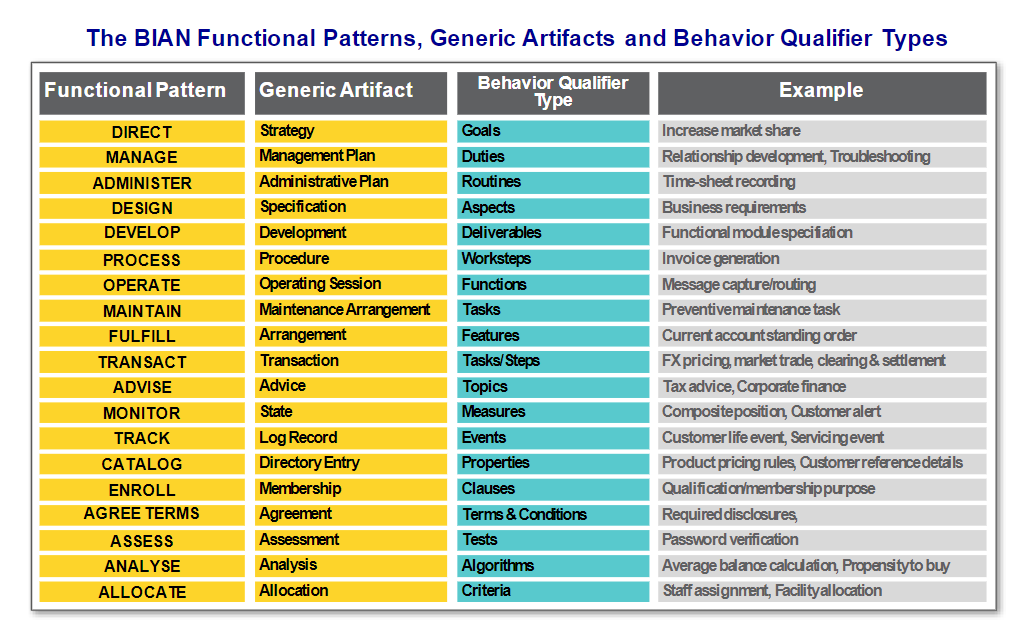 The BIAN Functional Patterns, Generic Artifacts and Behavior Qualifier Types
Functional Pattern Generic Artifact Behavior Qualifier Type Example
DIRECT Strategy Goals Increase market share
MANAGE Management Plan Duties Relationship development, Troubleshooting
ADMINISTER Administrative Plan Routines Time-sheet recording
DESIGN Specification Aspects Business requirements
DEVELOP Development Deliverables Functional module specifiation
PROCESS Procedure Worksteps Invoice generation
OPERATE Operating Session Functions Message capture/routing
MAINTAIN Maintenance Arrangement Tasks Preventive maintenance task
FULFILL Arrangement Features Current account standing order
TRANSACT Transaction Tasks/Steps FX pricing, market trade, clearing & settlement
ADVISE Advice Topics Tax advice, Corporate finance
MONITOR State Measures Composite position, Customer alert
TRACK Log Record Events Customer life event, Servicing event
CATALOG Directory Entry Properties Product pricing rules, Customer reference details
ENROLL Membership Clauses Qualification/membership purpose
AGREE TERMS Agreement Terms & Conditions Required disclosures,
ASSESS Assessment Tests Password verification
ANALYSE Analysis Algorithms Average balance calculation, Propensity to buy
ALLOCATE Allocation Criteria Staff assignment, Facility allocation